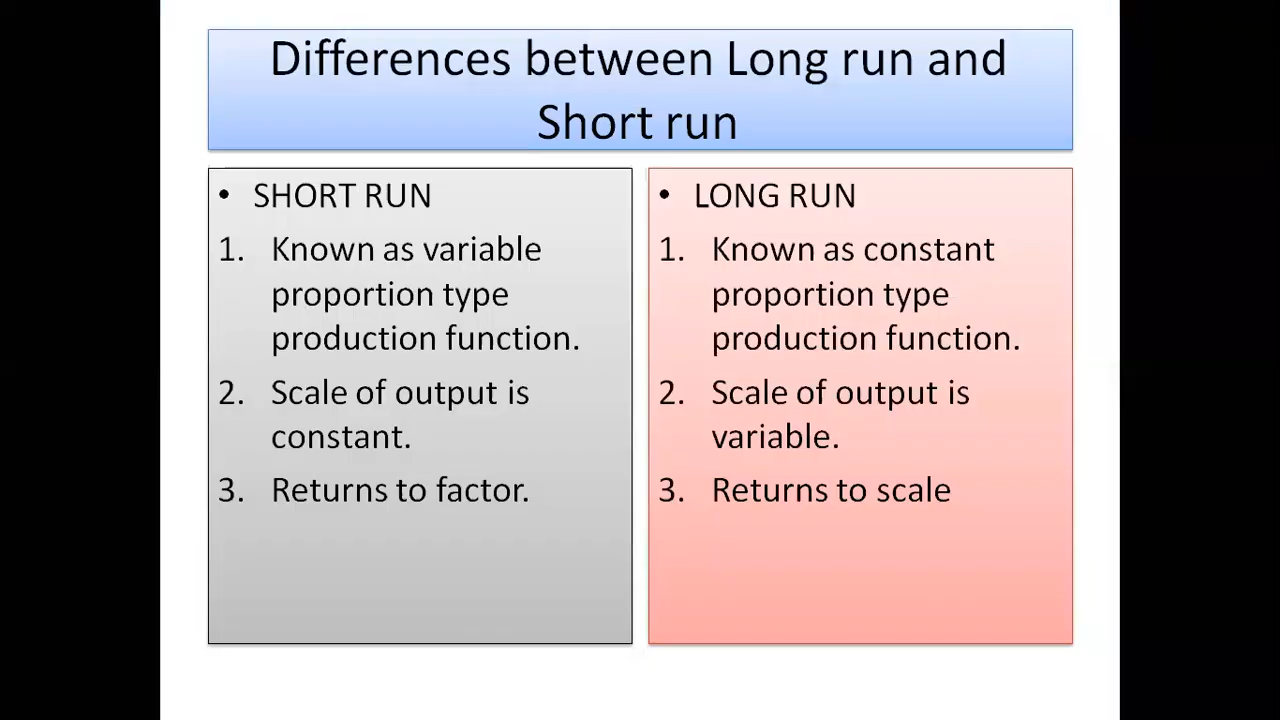 Differences between Long run and
Short run
• SHORT RUN
1. Known as variable
proportion type
production function.
2. Scale of output is
constant.
3. Returns to factor.
• LONG RUN
1. Known as constant
proportion type
production function.
2. Scale of output is
variable.
3. Returns to scale